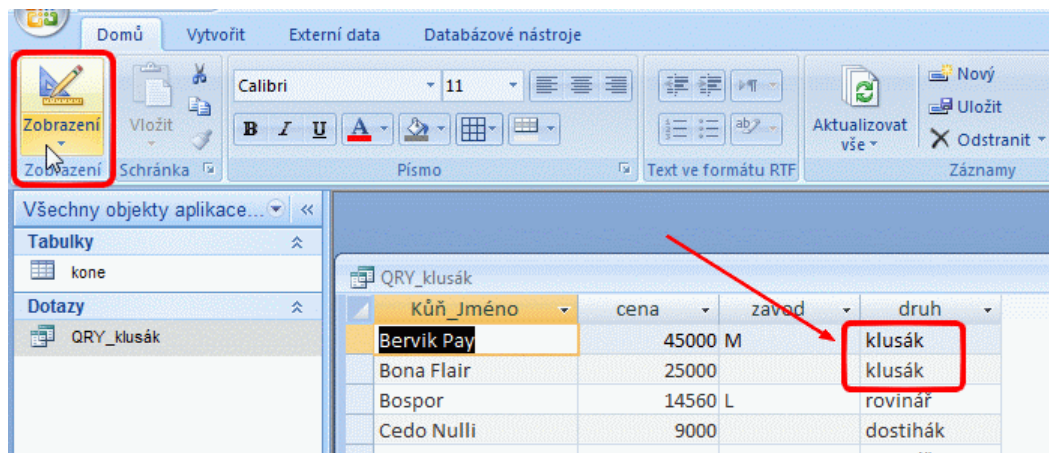 Domů Vytvořit Externí data Databázové nástroje
Zobrazení
Vložit
Calibri 11
B I U A ab
Aktualizovat vše
Nový
Uložit
Odstranit
Zobrazení Schránka Písmo Text ve formátu RTF Záznamy
Všechny objekty aplikace... «
Tabulky
kone
Dotazy
QRY_klusák
QRY_klusák
Kůň_Jméno cena zavod druh
Bervik Pay 45000 M klusák
Bona Flair 25000 klusák
Bospor 14560 L rovinář
Cedo Nulli 9000 dostihák